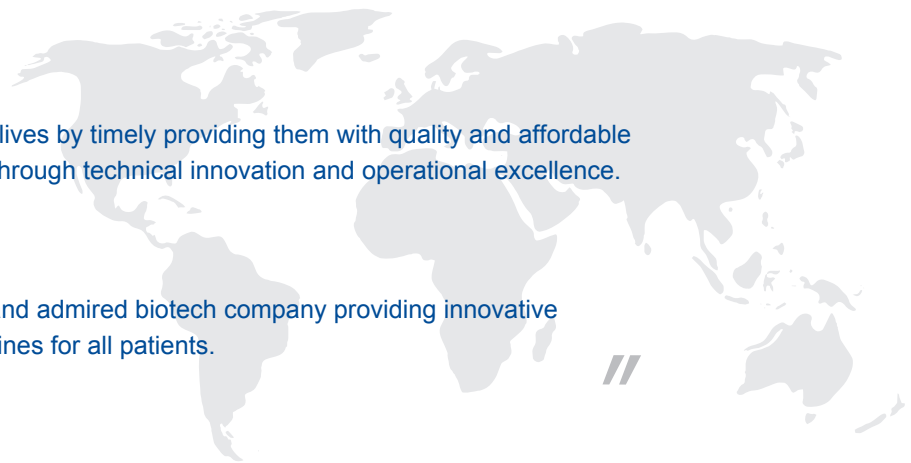 lives by timely providing them with quality and affordable
hrough technical innovation and operational excellence.
nd admired biotech company providing innovative
ines for all patients.
"